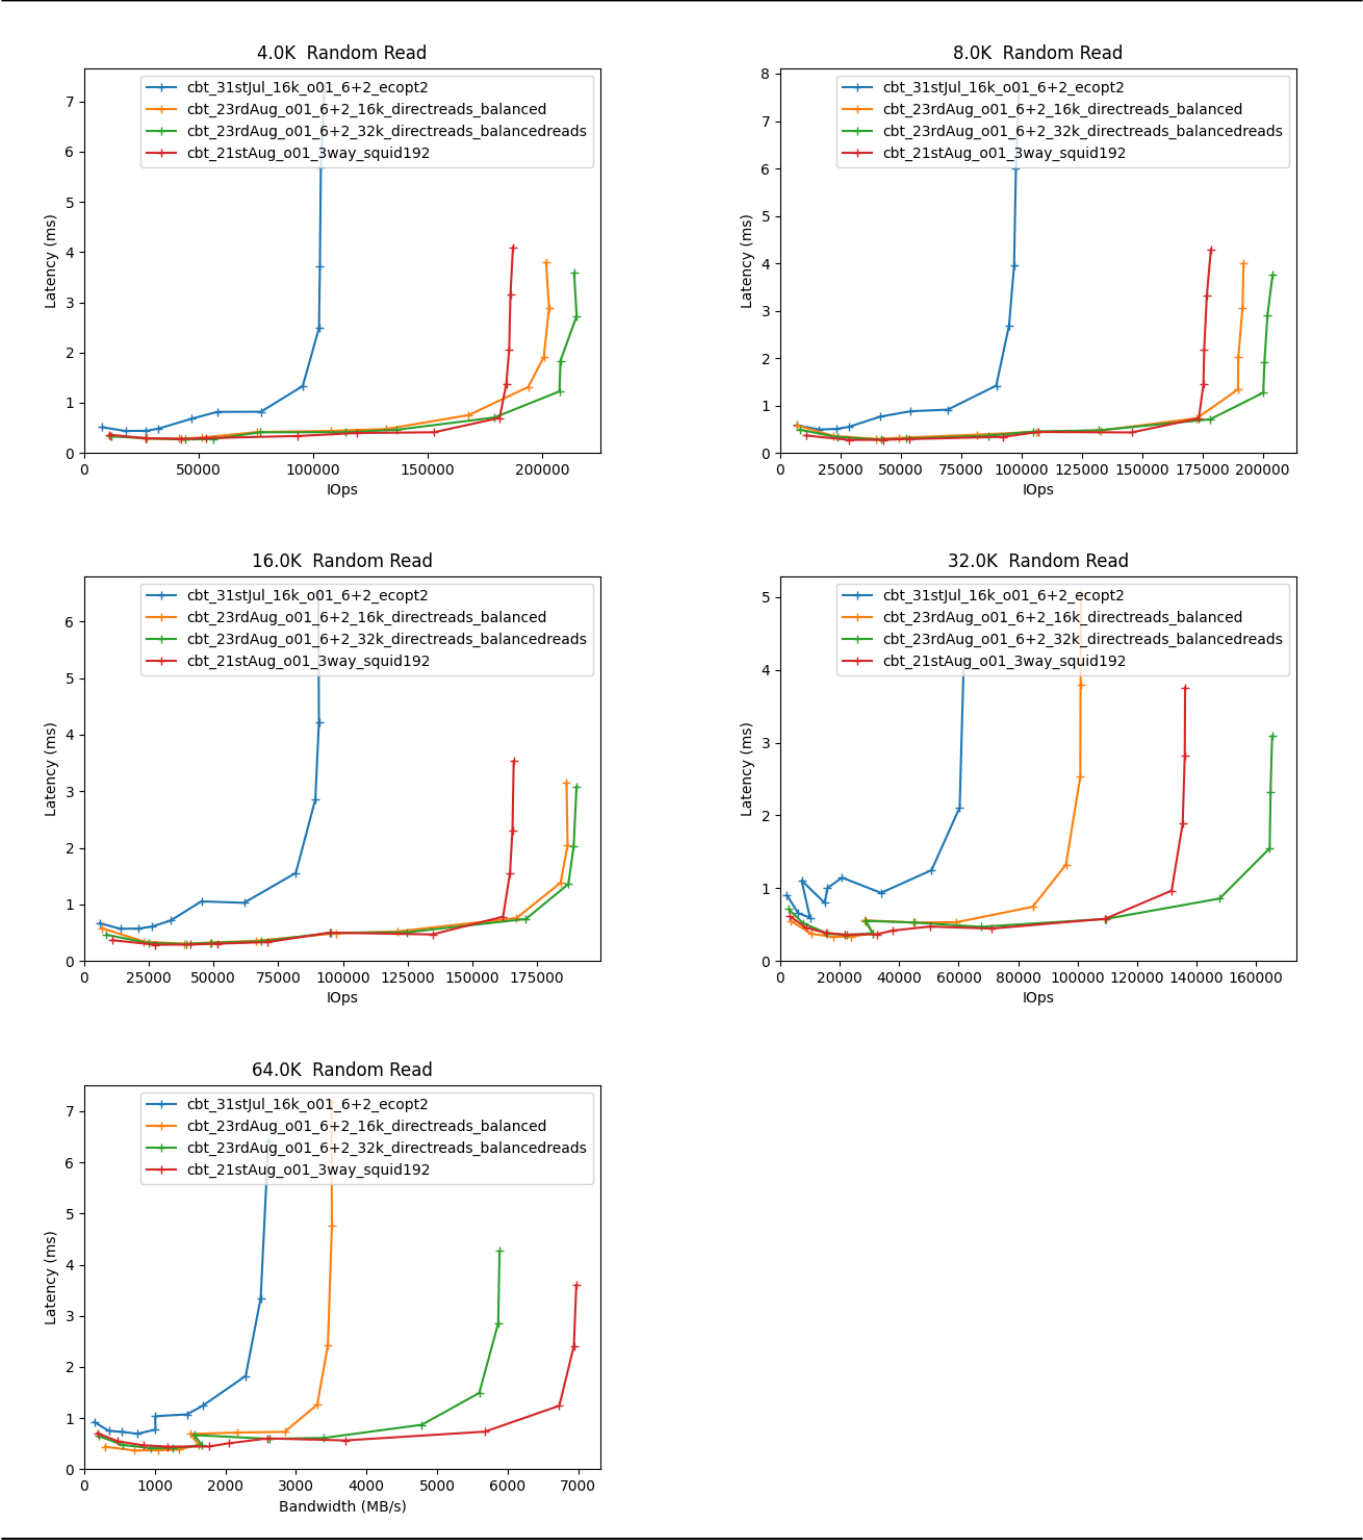 4.0K  Random Read
cbt_31stJul_16k_o01_6+2_ecopt2
cbt_23rdAug_o01_6+2_16k_directreads_balanced
cbt_23rdAug_o01_6+2_32k_directreads_balancedreads
cbt_21stAug_o01_3way_squid192
7
6
5
4
3
2
1
0
Latency (ms)
0 50000 100000 150000 200000
IOps
8.0K  Random Read
cbt_31stJul_16k_o01_6+2_ecopt2
cbt_23rdAug_o01_6+2_16k_directreads_balanced
cbt_23rdAug_o01_6+2_32k_directreads_balancedreads
cbt_21stAug_o01_3way_squid192
8
7
6
5
4
3
2
1
0
Latency (ms)
0 25000 50000 75000 100000 125000 150000 175000 200000
IOps
16.0K  Random Read
cbt_31stJul_16k_o01_6+2_ecopt2
cbt_23rdAug_o01_6+2_16k_directreads_balanced
cbt_23rdAug_o01_6+2_32k_directreads_balancedreads
cbt_21stAug_o01_3way_squid192
6
5
4
3
2
1
0
Latency (ms)
0 25000 50000 75000 100000 125000 150000 175000
IOps
32.0K  Random Read
cbt_31stJul_16k_o01_6+2_ecopt2
cbt_23rdAug_o01_6+2_16k_directreads_balanced
cbt_23rdAug_o01_6+2_32k_directreads_balancedreads
cbt_21stAug_o01_3way_squid192
5
4
3
2
1
0
Latency (ms)
0 20000 40000 60000 80000 100000 120000 140000 160000
IOps
64.0K  Random Read
cbt_31stJul_16k_o01_6+2_ecopt2
cbt_23rdAug_o01_6+2_16k_directreads_balanced
cbt_23rdAug_o01_6+2_32k_directreads_balancedreads
cbt_21stAug_o01_3way_squid192
7
6
5
4
3
2
1
0
Latency (ms)
0 1000 2000 3000 4000 5000 6000 7000
Bandwidth (MB/s)